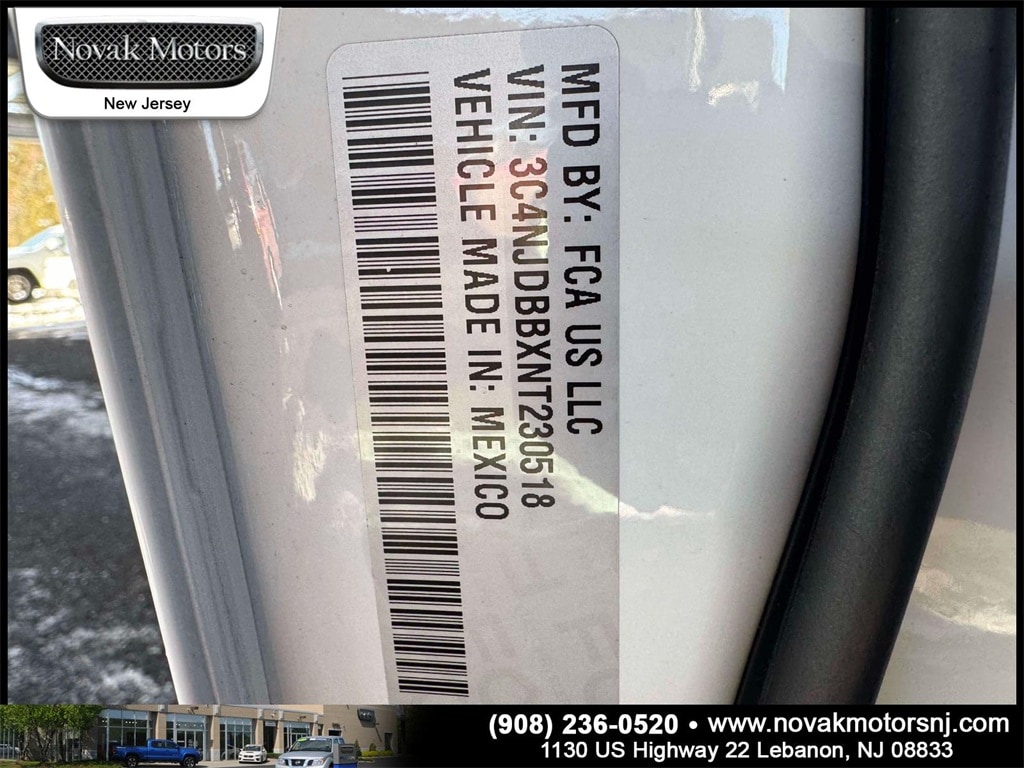 Novak Motors
New Jersey
MFD BY: FCA US LLC
VIN: 3C4NJDBBXNT230518
VEHICLE MADE IN: MEXICO
(908) 236-0520 • www.novakmotorsnj.com
1130 US Highway 22 Lebanon, NJ 08833